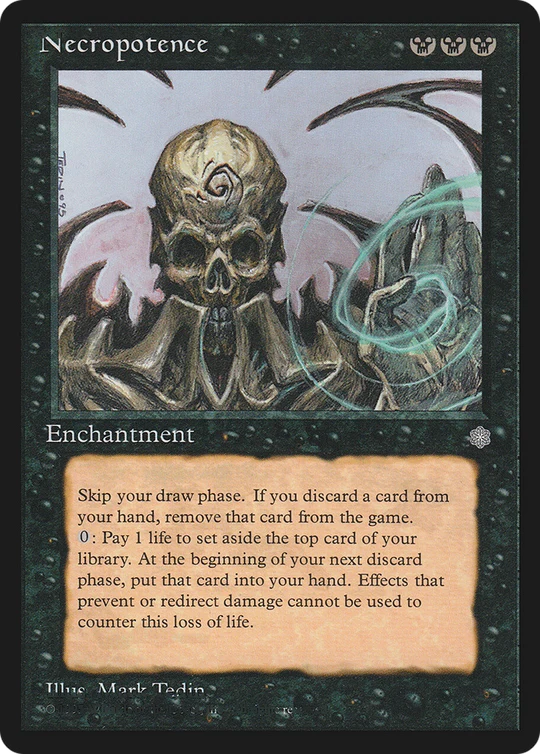 Necropotence
TEDIN ©95
Enchantment
Skip your draw phase. If you discard a card from
your hand, remove that card from the game.
0: Pay 1 life to set aside the top card of your
library. At the beginning of your next discard
phase, put that card into your hand. Effects that
prevent or redirect damage cannot be used to
counter this loss of life.
Illus. Mark Tedin